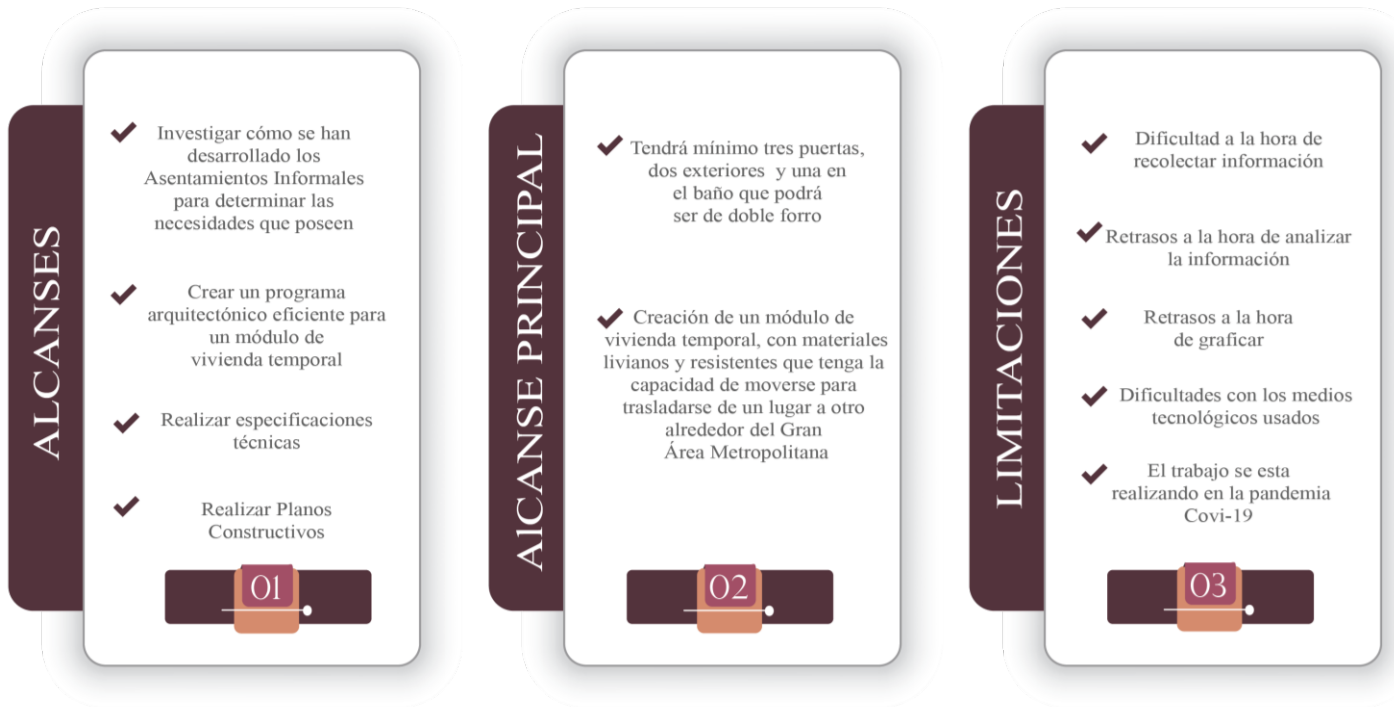 ALCANSES
Investigar cómo se han
desarrollado los
Asentamientos Informales
para determinar las
necesidades que poseen
Crear un programa
arquitectónico eficiente para
un módulo de
vivienda temporal
Realizar especificaciones
técnicas
Realizar Planos
Constructivos
01
AlCANSE PRINCIPAL
Tendrá mínimo tres puertas,
dos exteriores y una en
el baño que podrá
ser de doble forro
Creación de un módulo de
vivienda temporal, con materiales
livianos y resistentes que tenga la
capacidad de moverse para
trasladarse de un lugar a otro
alrededor del Gran
Área Metropolitana
02
LIMITACIONES
Dificultad a la hora de
recolectar información
Retrasos a la hora de analizar
la información
Retrasos a la hora
de graficar
Dificultades con los medios
tecnológicos usados
El trabajo se esta
realizando en la pandemia
Covi-19
03